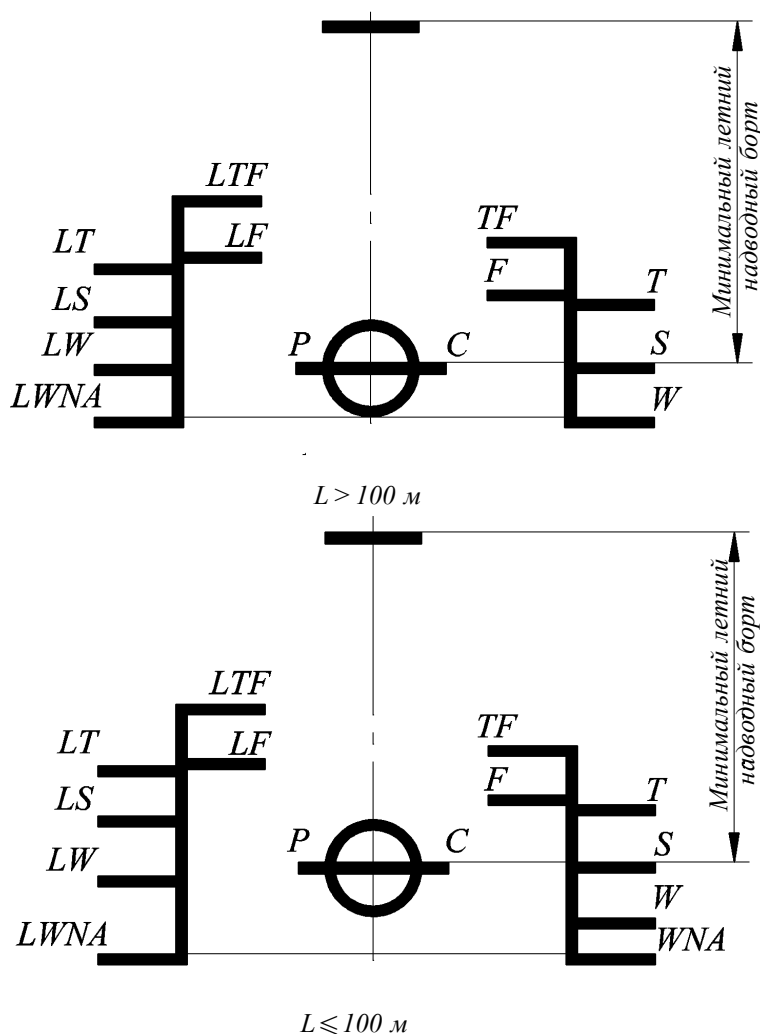 LTF
TF
LT
LF
F
T
LS
LW
P
C
S
LWNA
W
Минимальный летний
надводный борт
L > 100 м
LTF
TF
LT
LF
F
T
LS
P
C
S
LW
W
LWNA
WNA
Минимальный летний
надводный борт
L ⩽ 100 м